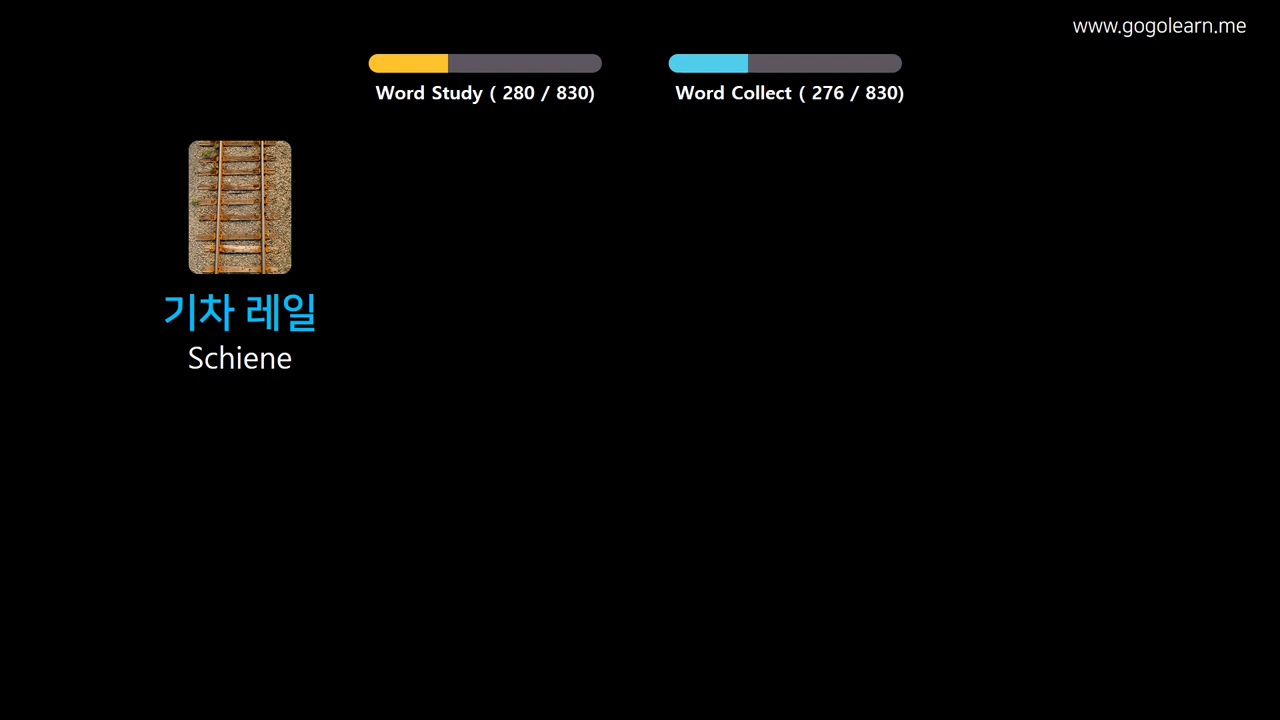 www.gogolearn.me
Word Study ( 280 / 830)
Word Collect ( 276 / 830)
기차 레일
Schiene